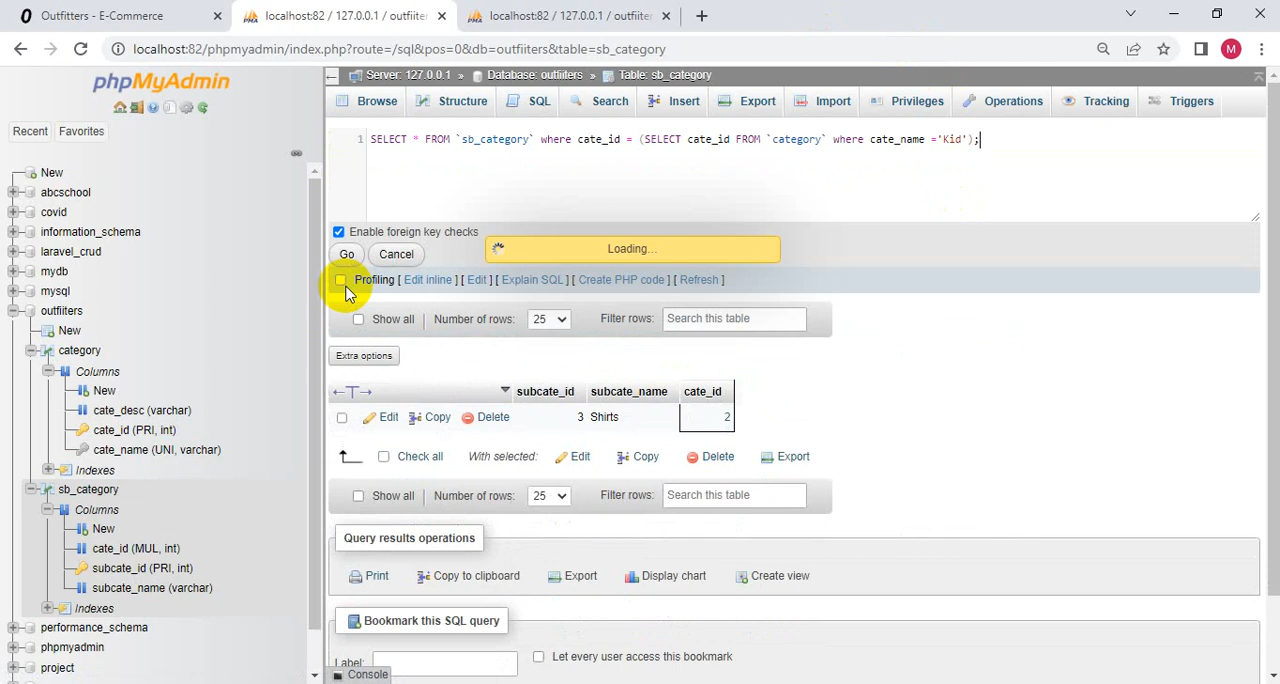 Outfitters - E-Commerce
localhost:82 / 127.0.0.1 / outfiiter
localhost:82 / 127.0.0.1 / outfiiter
localhost:82/phpmyadmin/index.php?route=/sql&pos=0&db=outfiiters&table=sb_category
M
phpMyAdmin
Recent
Favorites
New
abcschool
covid
information_schema
laravel_crud
mydb
mysql
outfiiters
New
category
Columns
New
cate_desc (varchar)
cate_id (PRI, int)
cate_name (UNI, varchar)
Indexes
sb_category
Columns
New
cate_id (MUL, int)
subcate_id (PRI, int)
subcate_name (varchar)
Indexes
performance_schema
phpmyadmin
project
Server: 127.0.0.1 » Database: outfiiters » Table: sb_category
Browse Structure SQL Search Insert Export Import Privileges Operations Tracking Triggers
1 SELECT * FROM `sb_category` where cate_id = (SELECT cate_id FROM `category` where cate_name ='Kid');
Enable foreign key checks
Go Cancel
Loading...
Profiling [ Edit inline ] [ Edit ] [ Explain SQL ] [ Create PHP code ] [ Refresh ]
Show all Number of rows: 25 Filter rows: Search this table
Extra options
subcate_id subcate_name cate_id
Edit Copy Delete 3 Shirts 2
Check all With selected: Edit Copy Delete Export
Show all Number of rows: 25 Filter rows: Search this table
Query results operations
Print Copy to clipboard Export Display chart Create view
Bookmark this SQL query
Label: Let every user access this bookmark
Console